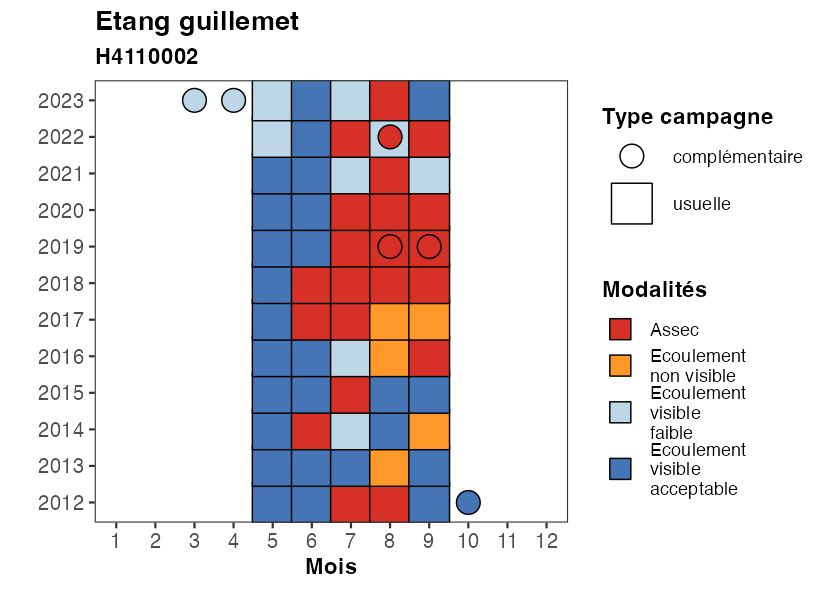 Etang guillemet
H4110002
2023
2022
2021
2020
2019
2018
2017
2016
2015
2014
2013
2012
1 2 3 4 5 6 7 8 9 10 11 12
Mois
Type campagne
complémentaire
usuelle
Modalités
Assec
Ecoulement
non visible
Ecoulement
visible
faible
Ecoulement
visible
acceptable